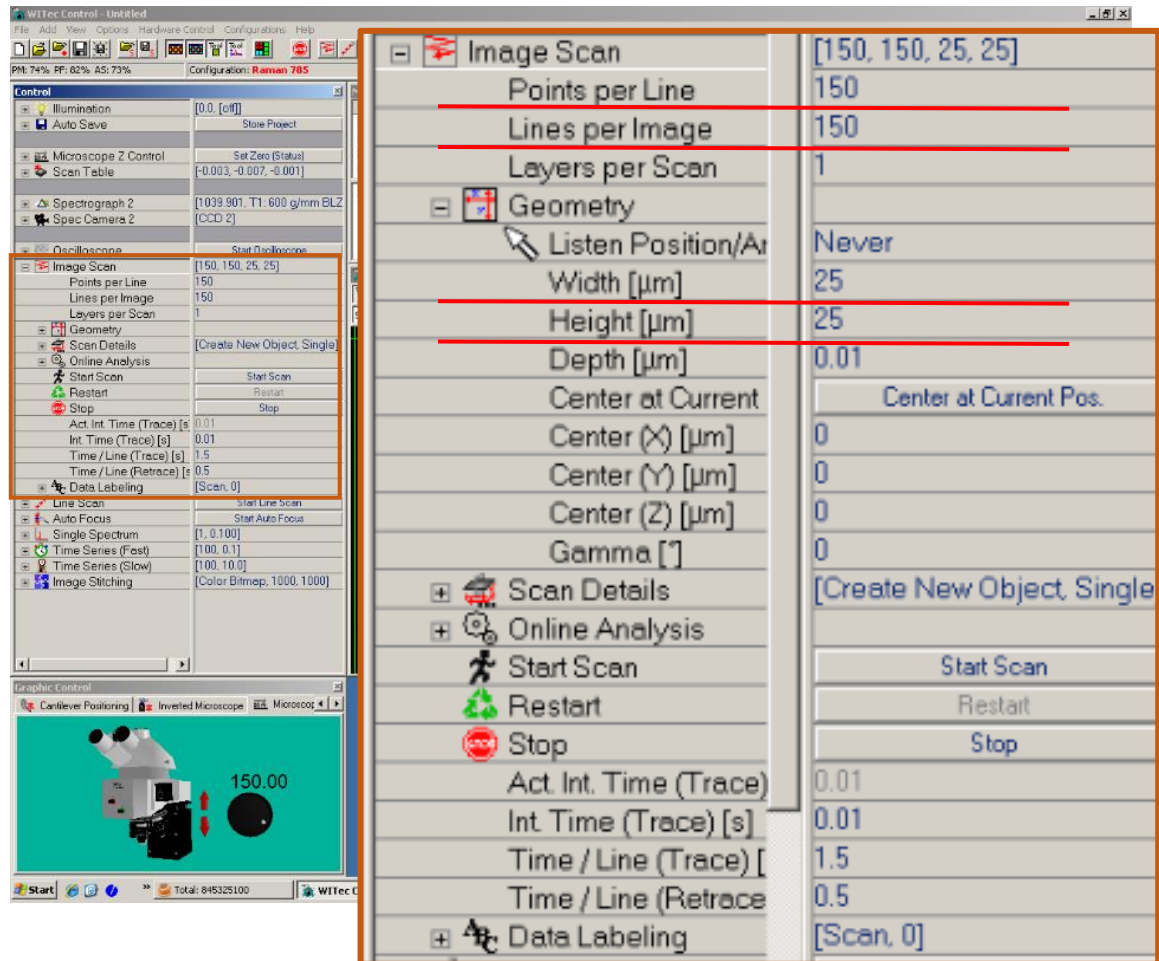 WITec Control - Untitled
File Add View Options Hardware Control Configurations Help
PM: 74% PF: 82% AS: 73% Configuration: Raman 785
Control
Illumination [0.0, [off]]
Auto Save Store Project
Microscope Z Control Set Zero (Status)
Scan Table [-0.003, -0.007, -0.001]
Spectrograph 2 [1039.901, T1: 600 g/mm BLZ
Spec Camera 2 [CCD 2]
Oscilloscope Start Oscilloscope
Image Scan [150, 150, 25, 25]
Points per Line 150
Lines per Image 150
Layers per Scan 1
Geometry
Scan Details [Create New Object, Single]
Online Analysis
Start Scan Start Scan
Restart Restart
Stop Stop
Act. Int. Time (Trace) [s 0.01
Int. Time (Trace) [s] 0.01
Time / Line (Trace) [s] 1.5
Time / Line (Retrace) [s 0.5
Data Labeling [Scan, 0]
Line Scan Start Line Scan
Auto Focus Start Auto Focus
Single Spectrum [1, 0.100]
Time Series (Fast) [100, 0.1]
Time Series (Slow) [100, 10.0]
Image Stitching [Color Bitmap, 1000, 1000]
Graphic Control
Cantilever Positioning Inverted Microscope Microscop
150.00
Start » Total: 845325100 WITec C
Image Scan [150, 150, 25, 25]
Points per Line 150
Lines per Image 150
Layers per Scan 1
Geometry
Listen Position/Ar Never
Width [µm] 25
Height [µm] 25
Depth [µm] 0.01
Center at Current Center at Current Pos.
Center (X) [µm] 0
Center (Y) [µm] 0
Center (Z) [µm] 0
Gamma [°] 0
Scan Details [Create New Object, Single
Online Analysis
Start Scan Start Scan
Restart Restart
Stop Stop
Act. Int. Time (Trace) 0.01
Int. Time (Trace) [s] 0.01
Time / Line (Trace) [ 1.5
Time / Line (Retrace 0.5
Data Labeling [Scan, 0]